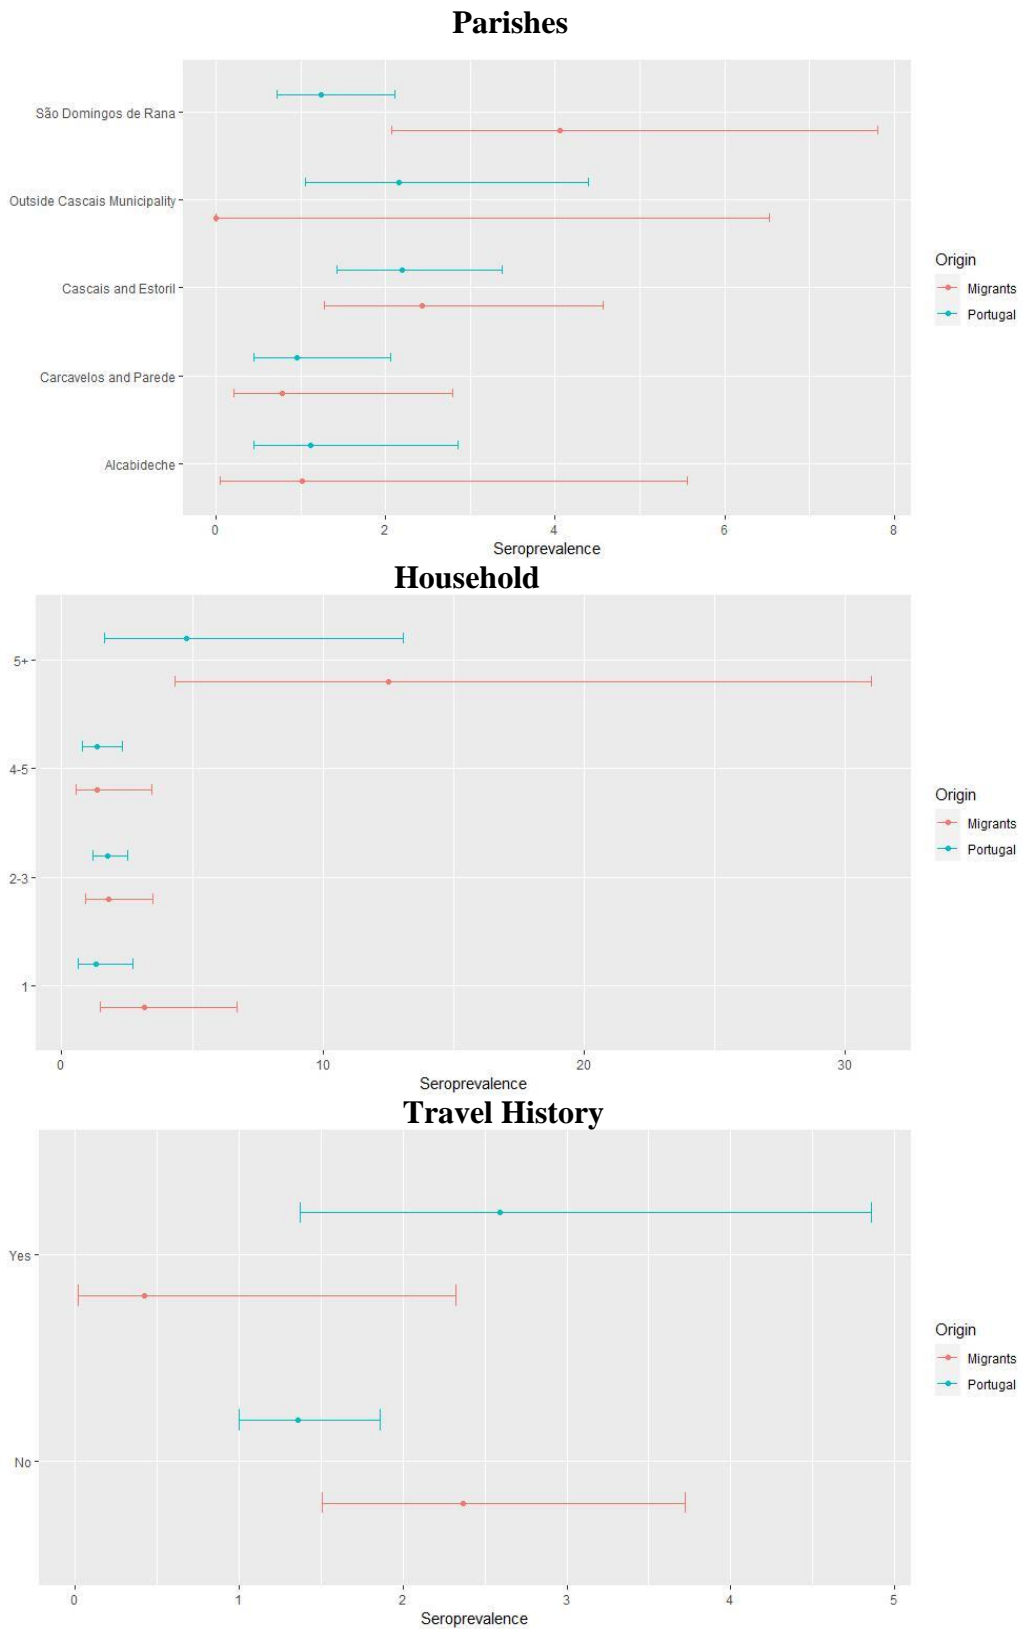 Parishes
São Domingos de Rana
Outside Cascais Municipality
Cascais and Estoril
Carcavelos and Parede
Alcabideche
0 2 4 6 8
Seroprevalence
Origin
Migrants
Portugal
Household
5+
4-5
2-3
1
0 10 20 30
Seroprevalence
Origin
Migrants
Portugal
Travel History
Yes
No
0 1 2 3 4 5
Seroprevalence
Origin
Migrants
Portugal